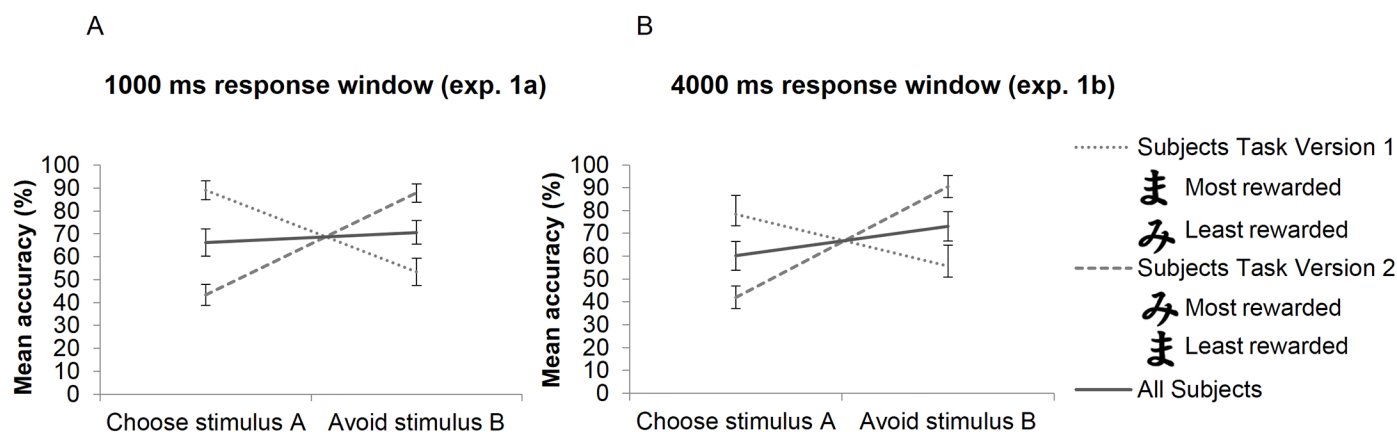 A
1000 ms response window (exp. 1a)
Mean accuracy (%)
100
90
80
70
60
50
40
30
20
10
0
Choose stimulus A
Avoid stimulus B
B
4000 ms response window (exp. 1b)
Mean accuracy (%)
100
90
80
70
60
50
40
30
20
10
0
Choose stimulus A
Avoid stimulus B
Subjects Task Version 1
ま Most rewarded
み Least rewarded
Subjects Task Version 2
み Most rewarded
ま Least rewarded
All Subjects